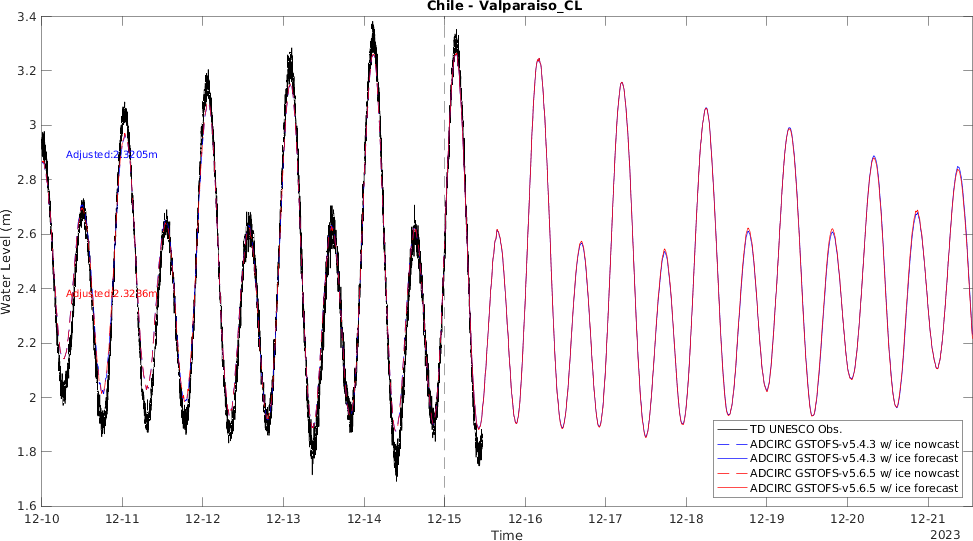 Chile - Valparaiso_CL
3.4
3.2
3
2.8
2.6
2.4
2.2
2
1.8
1.6
Water Level (m)
Adjusted:2.3205m
Adjusted:2.3286m
TD UNESCO Obs.
ADCIRC GSTOFS-v5.4.3 w/ ice nowcast
ADCIRC GSTOFS-v5.4.3 w/ ice forecast
ADCIRC GSTOFS-v5.6.5 w/ ice nowcast
ADCIRC GSTOFS-v5.6.5 w/ ice forecast
12-10 12-11 12-12 12-13 12-14 12-15 12-16 12-17 12-18 12-19 12-20 12-21
2023
Time